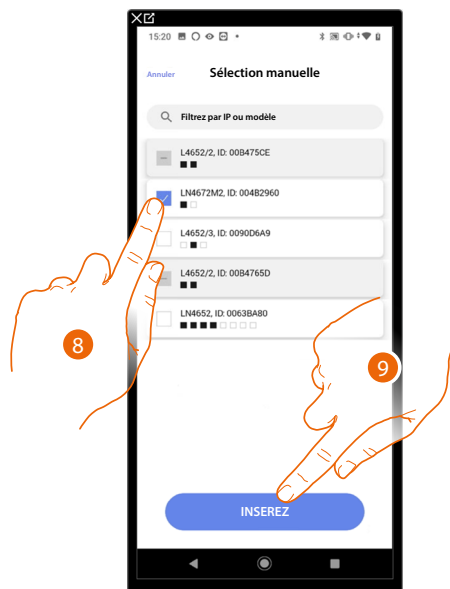 15:20
Annuler Sélection manuelle
Filtrez par IP ou modèle
L4652/2, ID: 00B475CE
LN4672M2, ID: 004B2960
L4652/3, ID: 0090D6A9
L4652/2, ID: 00B4765D
LN4652, ID: 0063BA80
8
9
INSEREZ